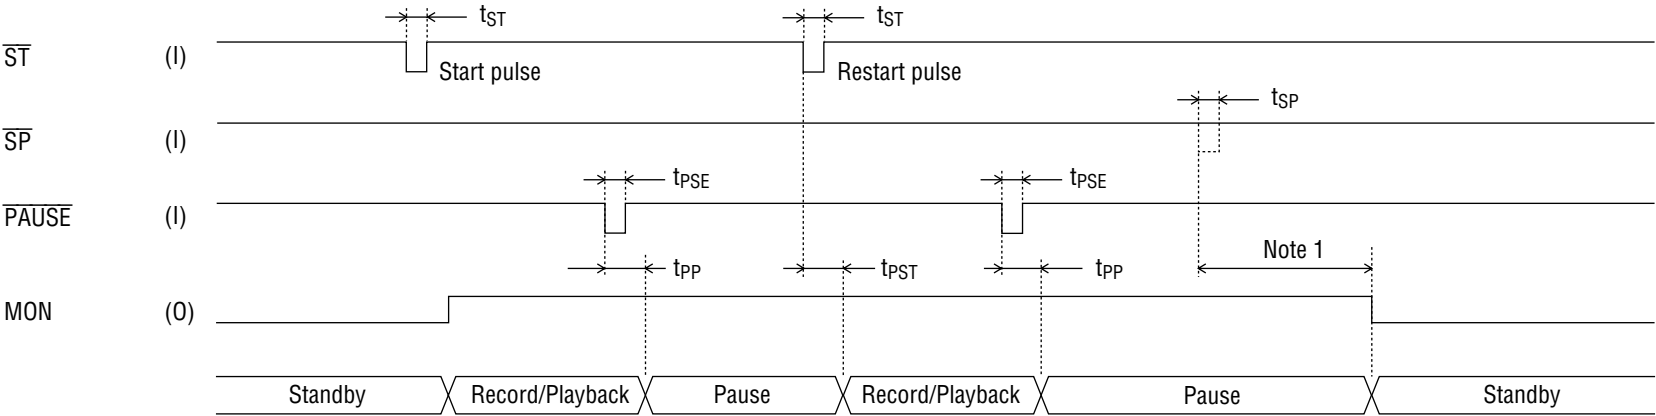 tST tST
ST (I) Start pulse Restart pulse
tSP
SP (I)
tPSE tPSE
PAUSE (I)
Note 1
tPP tPST tPP
MON (O)
Standby Record/Playback Pause Record/Playback Pause Standby